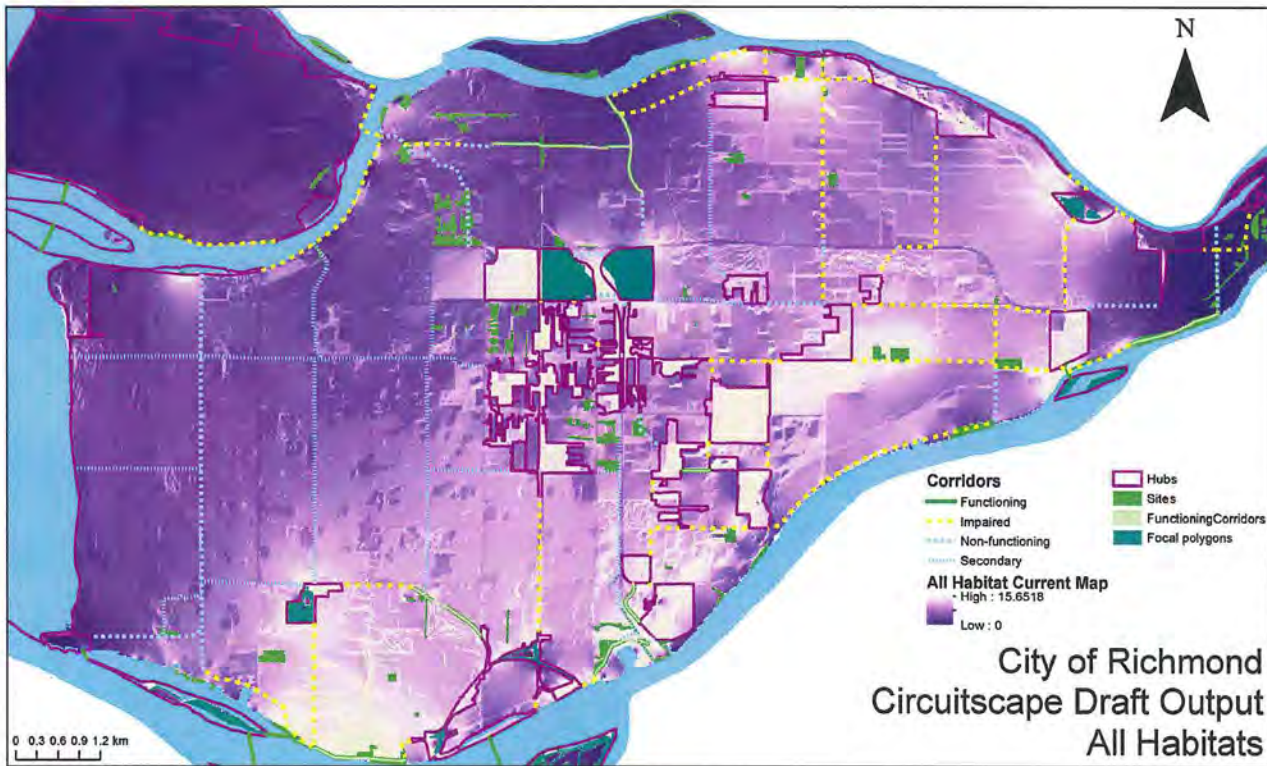 N
Corridors
Functioning
Impaired
Non-functioning
Secondary
All Habitat Current Map
High : 15.6518
Low : 0
Hubs
Sites
FunctioningCorridors
Focal polygons
City of Richmond
Circuitscape Draft Output
All Habitats
0 0.3 0.6 0.9 1.2 km